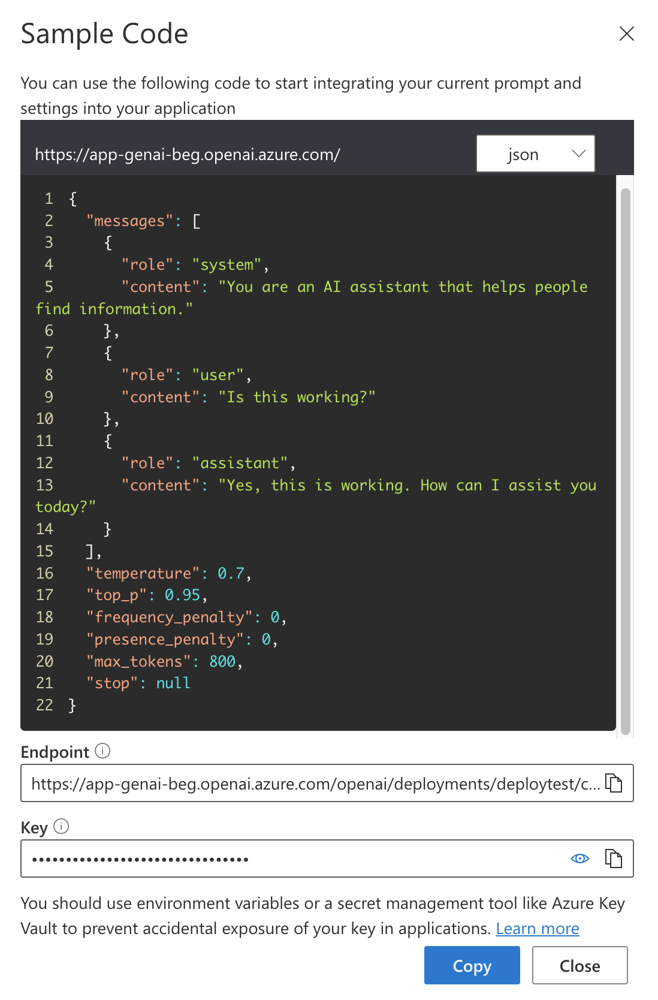 Sample Code
You can use the following code to start integrating your current prompt and
settings into your application
https://app-genai-beg.openai.azure.com/
json
1 {
2   "messages": [
3     {
4       "role": "system",
5       "content": "You are an AI assistant that helps people
find information."
6     },
7     {
8       "role": "user",
9       "content": "Is this working?"
10     },
11     {
12       "role": "assistant",
13       "content": "Yes, this is working. How can I assist you
today?"
14     }
15   ],
16   "temperature": 0.7,
17   "top_p": 0.95,
18   "frequency_penalty": 0,
19   "presence_penalty": 0,
20   "max_tokens": 800,
21   "stop": null
22 }
Endpoint
https://app-genai-beg.openai.azure.com/openai/deployments/deploytest/c...
Key
••••••••••••••••••••••••••••••••
You should use environment variables or a secret management tool like Azure Key
Vault to prevent accidental exposure of your key in applications. Learn more
Copy
Close